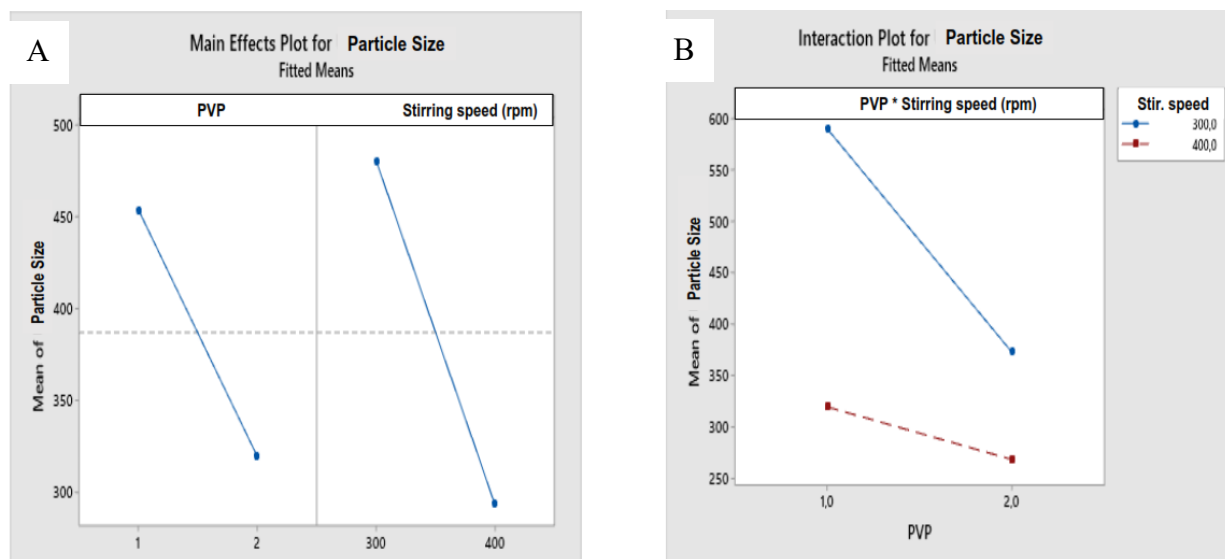 A
Main Effects Plot for Particle Size
Fitted Means
PVP Stirring speed (rpm)
Mean of Particle Size
500
450
400
350
300
1 2 300 400
B
Interaction Plot for Particle Size
Fitted Means
PVP * Stirring speed (rpm)
Mean of Particle Size
600
550
500
450
400
350
300
250
1,0 2,0
PVP
Stir. speed
300,0
400,0